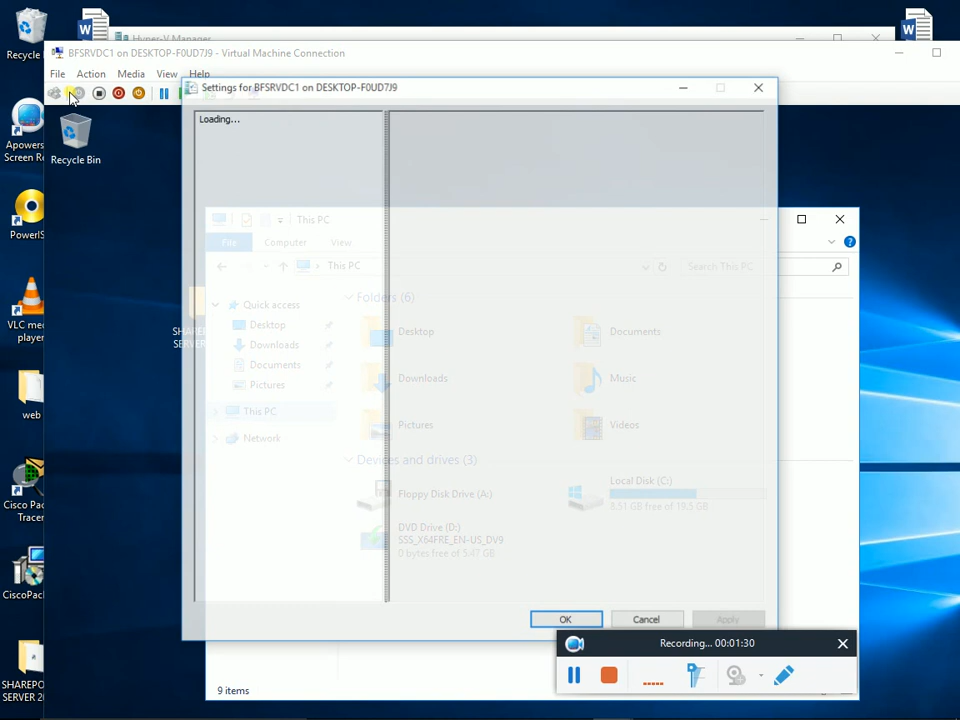 Recycle
Hyper-V Manager
BFSRVDC1 on DESKTOP-F0UD7J9 - Virtual Machine Connection
File Action Media View Help
Settings for BFSRVDC1 on DESKTOP-F0UD7J9
Loading...
Recycle Bin
Apowers
Screen Re
PowerIS
VLC med
player
web
Cisco Pac
Tracer
CiscoPack
SHAREPO
SERVER 20
SHARE
SERVER
This PC
File Computer View
This PC
Search This PC
Quick access
Desktop
Downloads
Documents
Pictures
This PC
Network
Folders (6)
Desktop
Documents
Downloads
Music
Pictures
Videos
Devices and drives (3)
Floppy Disk Drive (A:)
Local Disk (C:)
8.51 GB free of 19.5 GB
DVD Drive (D:)
SSS_X64FRE_EN-US_DV9
0 bytes free of 5.47 GB
OK Cancel Apply
Recording... 00:01:30
9 items